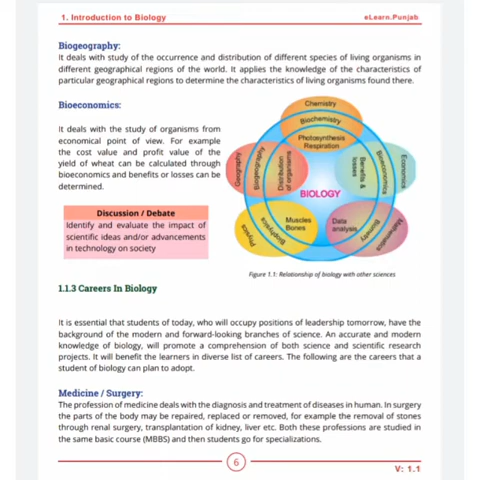 1. Introduction to Biology
eLearn.Punjab
Biogeography:
It deals with study of the occurrence and distribution of different species of living organisms in
different geographical regions of the world. It applies the knowledge of the characteristics of
particular geographical regions to determine the characteristics of living organisms found there.
Bioeconomics:
It deals with the study of organisms from
economical point of view. For example
the cost value and profit value of the
yield of wheat can be calculated through
bioeconomics and benefits or losses can be
determined.
Discussion / Debate
Identify and evaluate the impact of
scientific ideas and/or advancements
in technology on society
Chemistry
Biochemistry
Photosynthesis
Respiration
Geography
Biogeography
Distribution
of organisms
Benefits &
losses
Bioeconomics
Economics
BIOLOGY
Physics
Biophysics
Muscles
Bones
Data
analysis
Biometry
Mathematics
Figure 1.1: Relationship of biology with other sciences
1.1.3 Careers In Biology
It is essential that students of today, who will occupy positions of leadership tomorrow, have the
background of the modern and forward-looking branches of science. An accurate and modern
knowledge of biology, will promote a comprehension of both science and scientific research
projects. It will benefit the learners in diverse list of careers. The following are the careers that a
student of biology can plan to adopt.
Medicine / Surgery:
The profession of medicine deals with the diagnosis and treatment of diseases in human. In surgery
the parts of the body may be repaired, replaced or removed, for example the removal of stones
through renal surgery, transplantation of kidney, liver etc. Both these professions are studied in
the same basic course (MBBS) and then students go for specializations.
6
V: 1.1